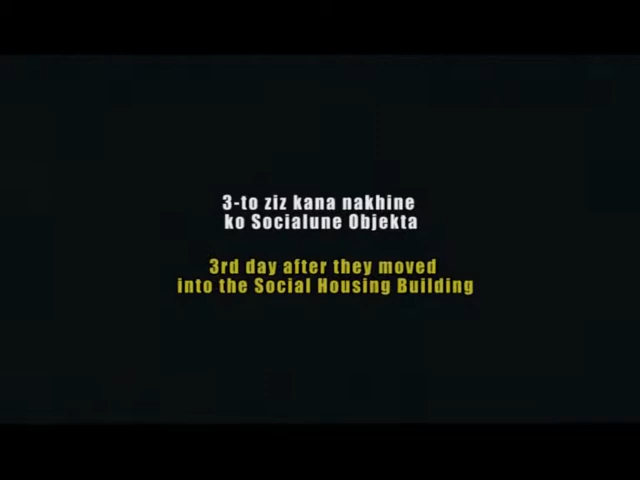 3-to ziz kana nakhine
ko Socialune Objekta
3rd day after they moved
into the Social Housing Building